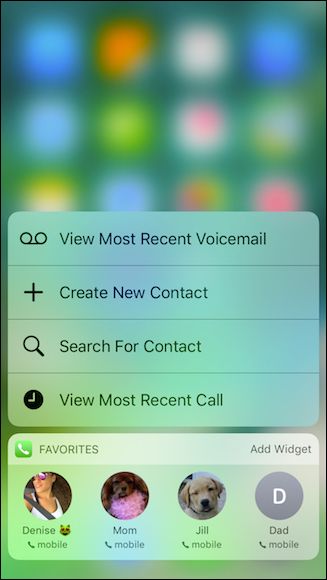 View Most Recent Voicemail
Create New Contact
Search For Contact
View Most Recent Call
FAVORITES Add Widget
Denise 😺 Mom Jill D Dad
mobile mobile mobile mobile